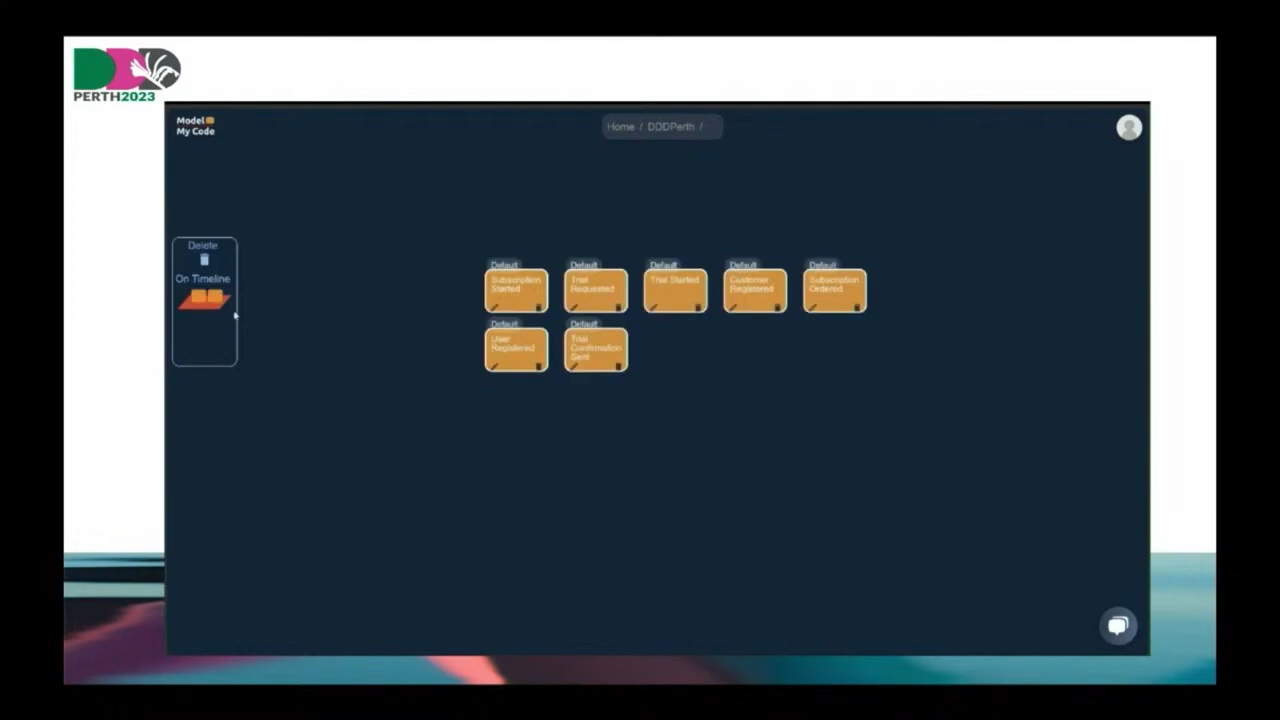 DDD
PERTH2023
Model
My Code
Home / DDDPerth /
Delete
On Timeline
Default
Subscription
Started
Default
Trial
Requested
Default
Trial Started
Default
Customer
Registered
Default
Subscription
Ordered
Default
User
Registered
Default
Trial
Confirmation
Sent